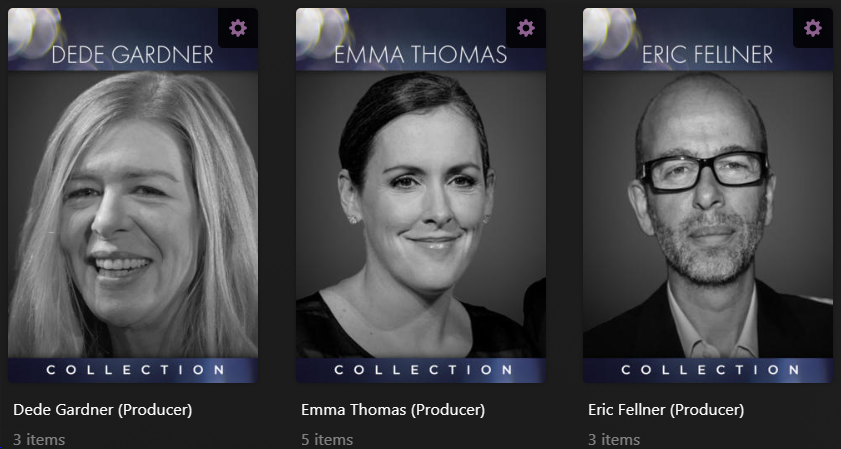 DEDE GARDNER
EMMA THOMAS
ERIC FELLNER
COLLECTION
COLLECTION
COLLECTION
Dede Gardner (Producer)
Emma Thomas (Producer)
Eric Fellner (Producer)
3 items
5 items
3 items